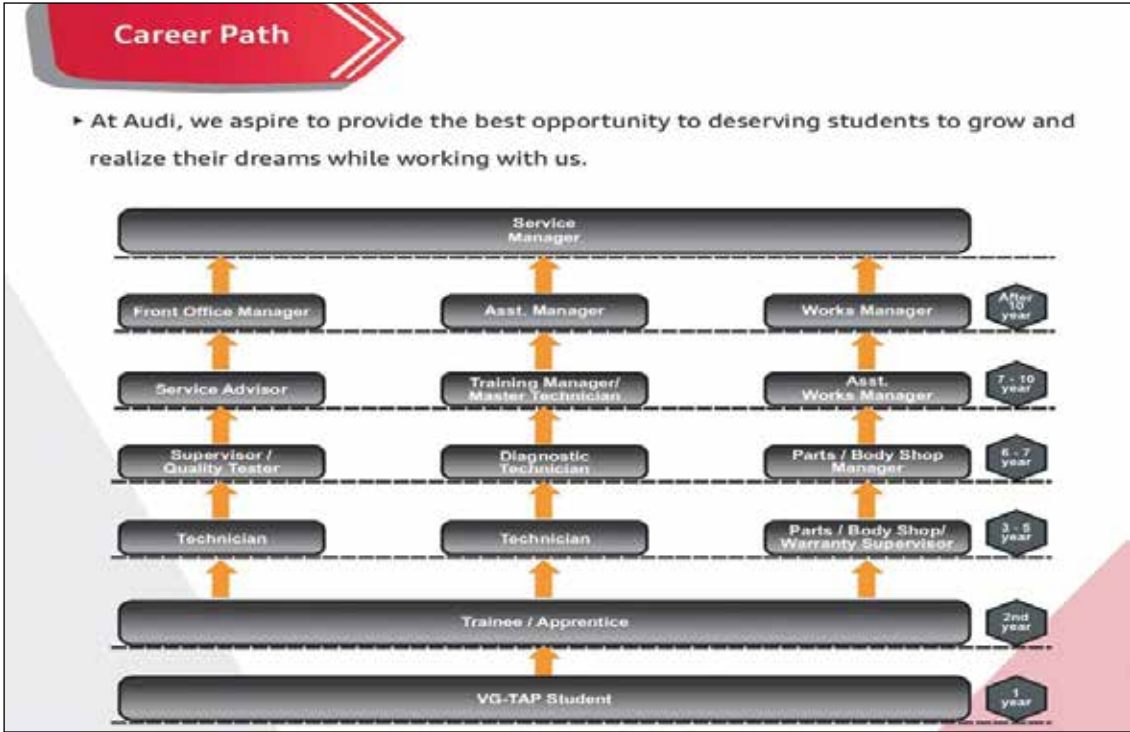 Career Path
▸ At Audi, we aspire to provide the best opportunity to deserving students to grow and
realize their dreams while working with us.
Service
Manager
Front Office Manager
Asst. Manager
Works Manager
After
10
year
Service Advisor
Training Manager/
Master Technician
Asst.
Works Manager
7 - 10
year
Supervisor /
Quality Tester
Diagnostic
Technician
Parts / Body Shop
Manager
6 - 7
year
Technician
Technician
Parts / Body Shop/
Warranty Supervisor
3 - 5
year
Trainee / Apprentice
2nd
year
VG-TAP Student
1
year